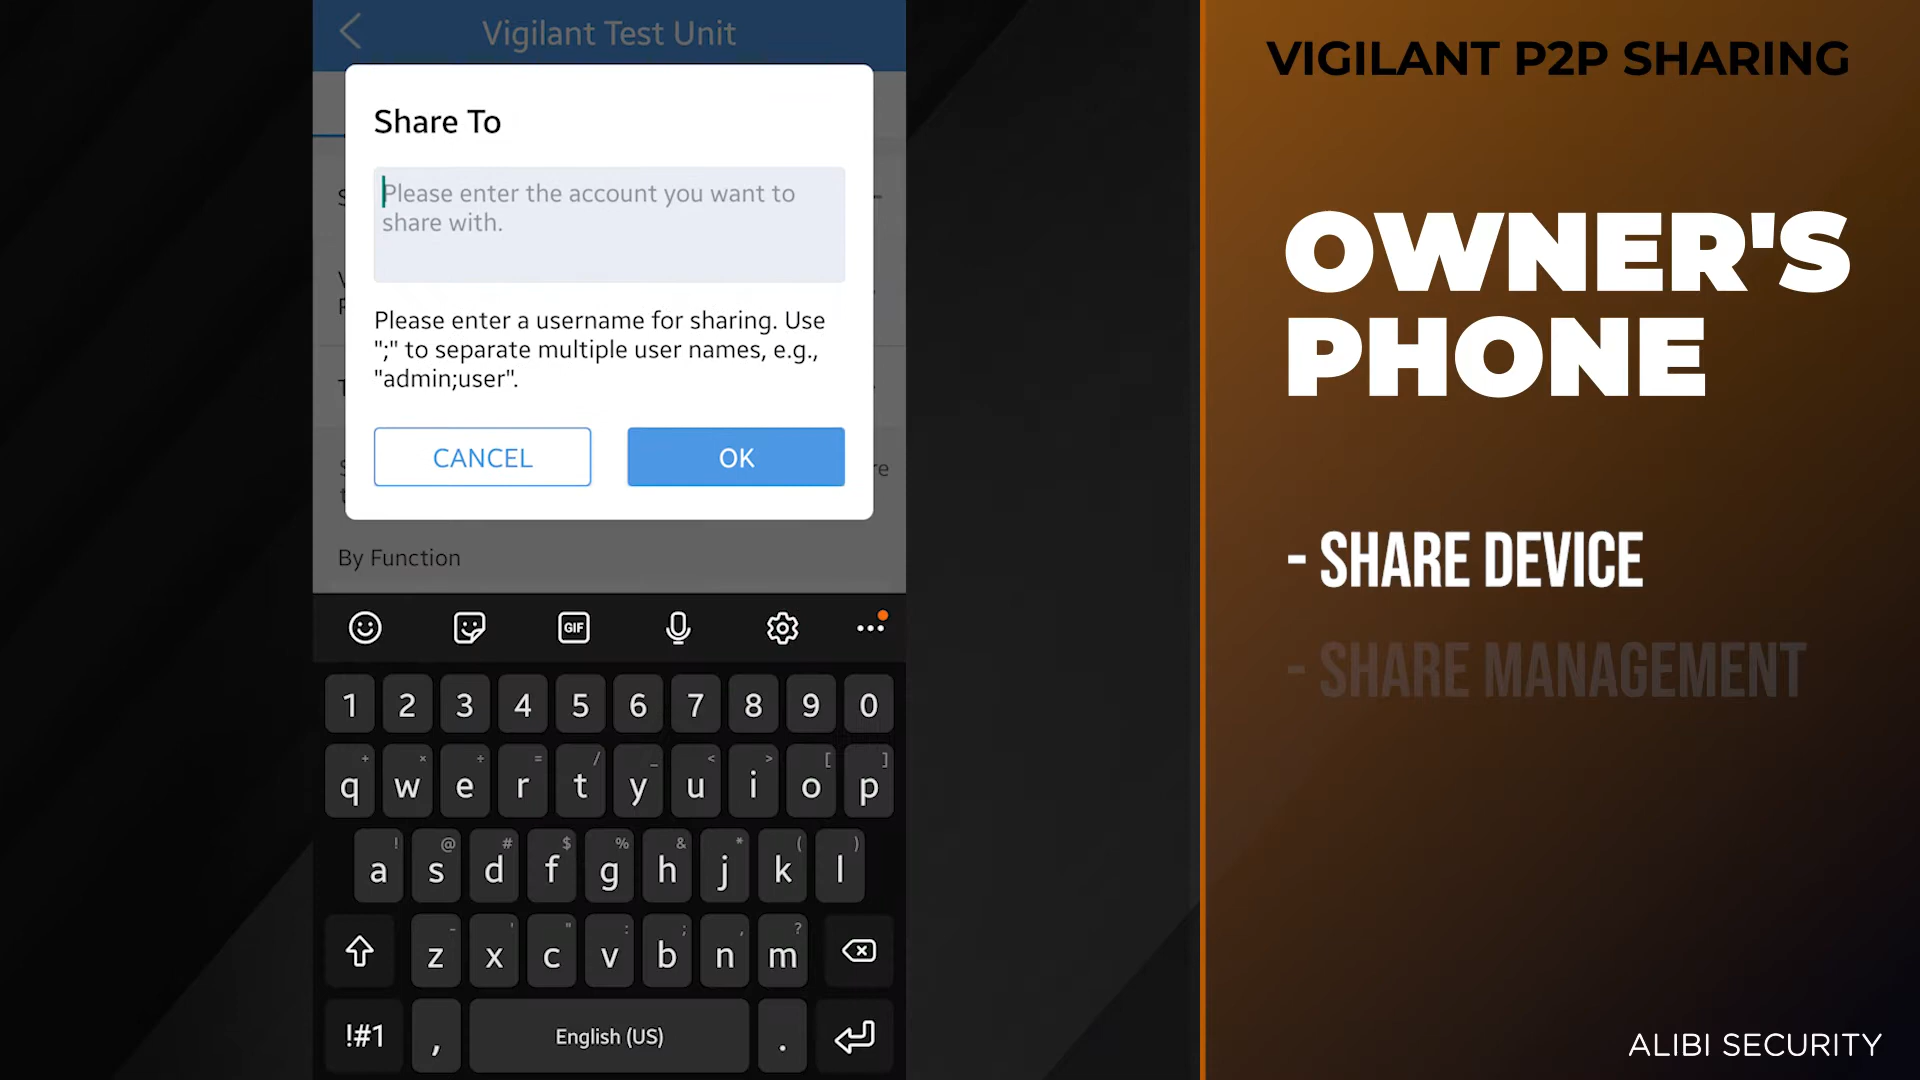 Vigilant Test Unit
Share To
Please enter the account you want to
share with.
Please enter a username for sharing. Use
";" to separate multiple user names, e.g.,
"admin;user".
CANCEL
OK
re
By Function
GIF
1 2 3 4 5 6 7 8 9 0
+ × ÷ = / _ < > [ ]
q w e r t y u i o p
! @ # $ % & * ( )
a s d f g h j k l
- ' " : ; , ?
z x c v b n m
!#1 , English (US) .
VIGILANT P2P SHARING
OWNER'S
PHONE
- SHARE DEVICE
- SHARE MANAGEMENT
ALIBI SECURITY